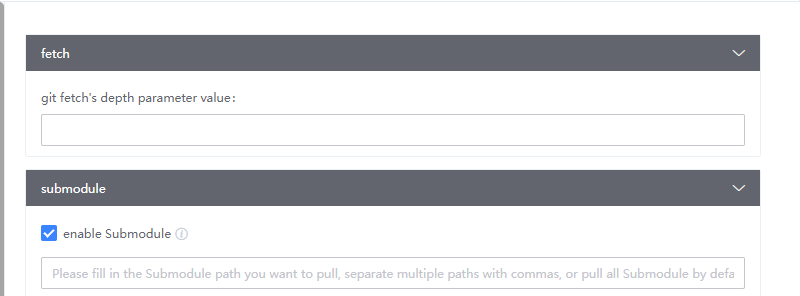 fetch
git fetch's depth parameter value:
submodule
enable Submodule
Please fill in the Submodule path you want to pull, separate multiple paths with commas, or pull all Submodule by defa